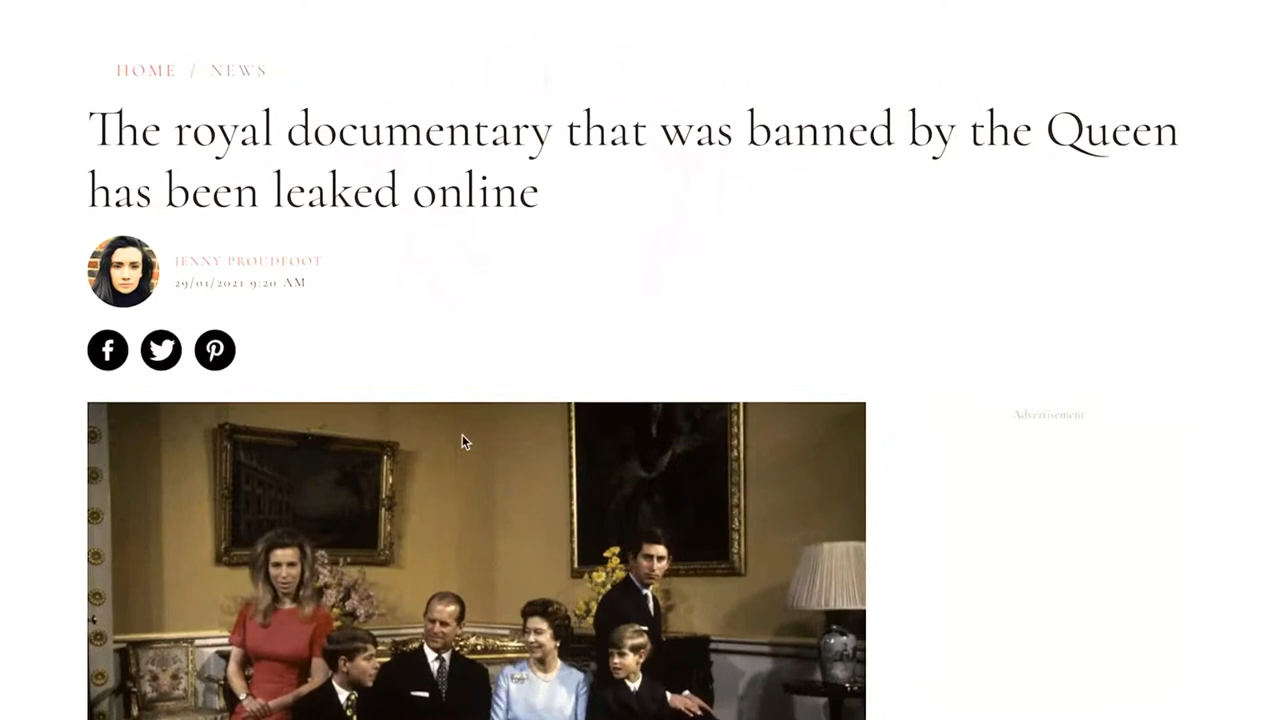 HOME / NEWS
The royal documentary that was banned by the Queen
has been leaked online
JENNY PROUDFOOT
29/01/2021 9:20 AM
Advertisement